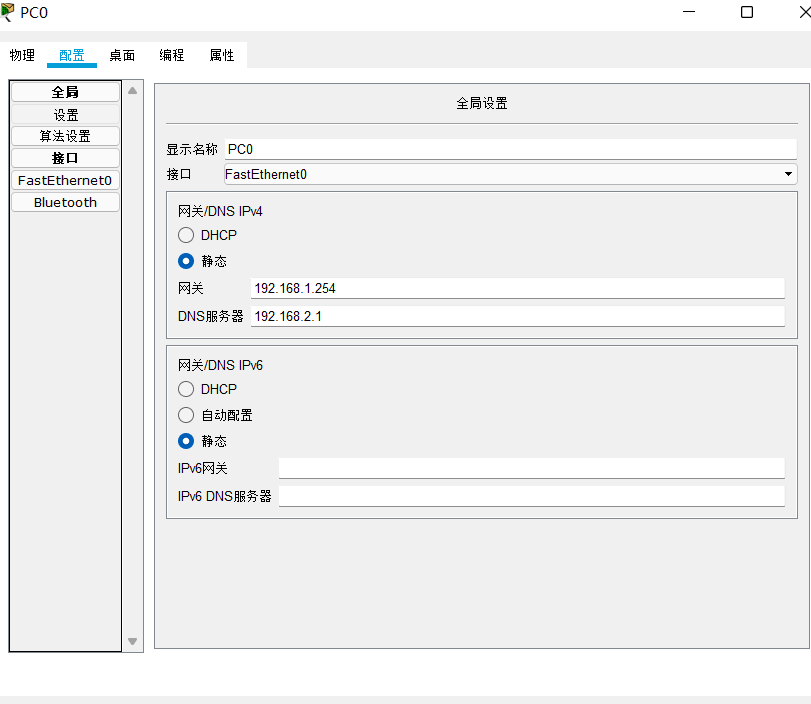 PC0
物理 配置 桌面 编程 属性
全局
设置
算法设置
接口
FastEthernet0
Bluetooth
全局设置
显示名称 PC0
接口 FastEthernet0
网关/DNS IPv4
DHCP
静态
网关 192.168.1.254
DNS服务器 192.168.2.1
网关/DNS IPv6
DHCP
自动配置
静态
IPv6网关
IPv6 DNS服务器